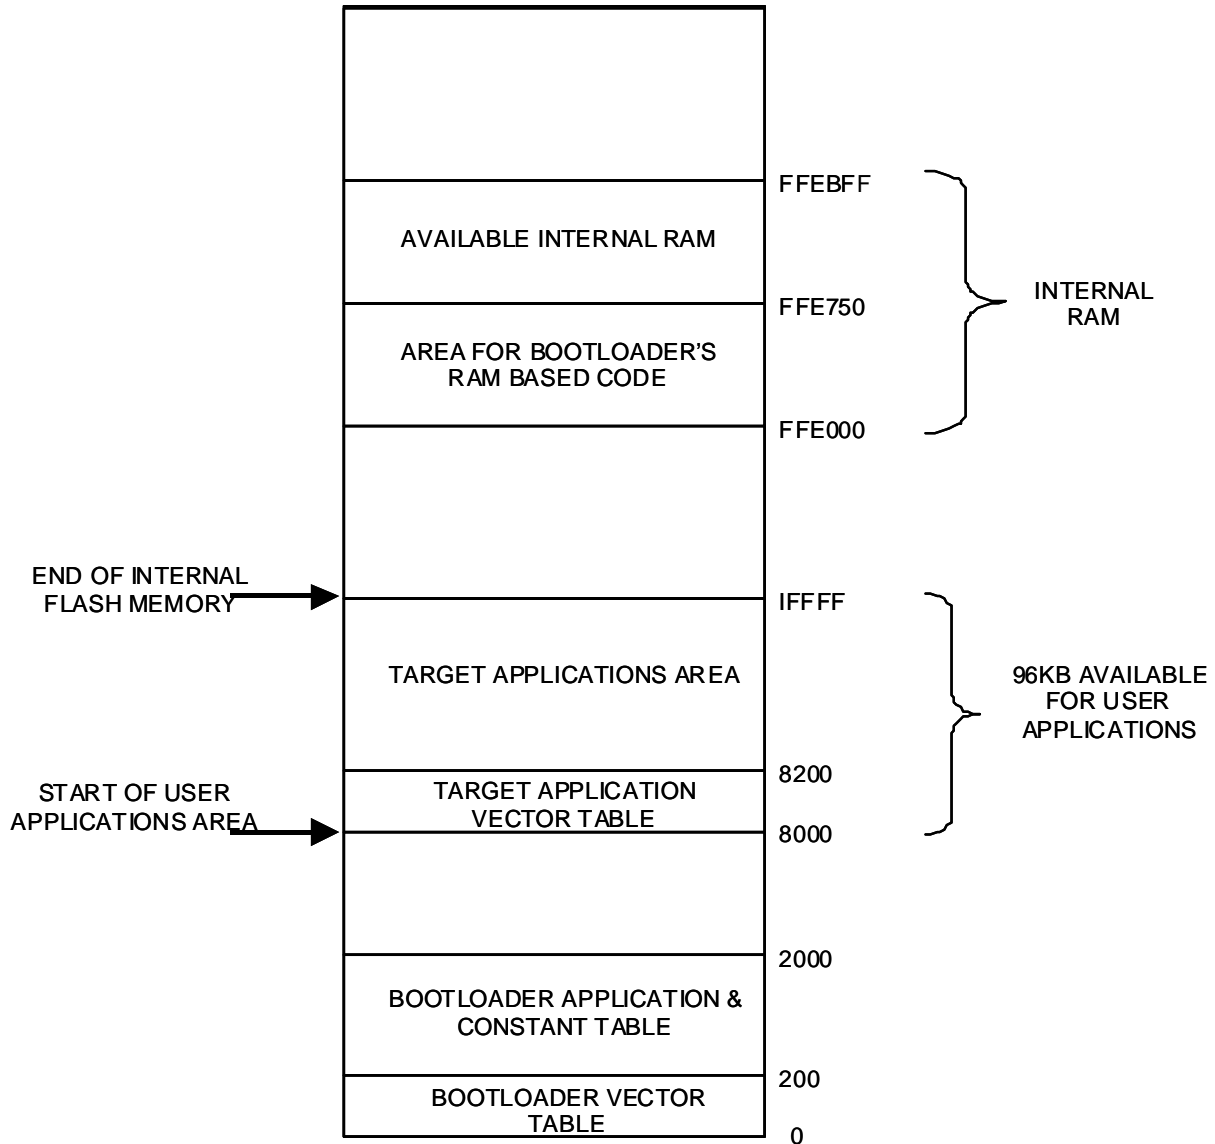 FFEBFF
AVAILABLE INTERNAL RAM
INTERNAL
RAM
FFE750
AREA FOR BOOTLOADER'S
RAM BASED CODE
FFE000
END OF INTERNAL
FLASH MEMORY
IFFFF
TARGET APPLICATIONS AREA
96KB AVAILABLE
FOR USER
APPLICATIONS
8200
START OF USER
APPLICATIONS AREA
TARGET APPLICATION
VECTOR TABLE
8000
2000
BOOTLOADER APPLICATION &
CONSTANT TABLE
200
BOOTLOADER VECTOR
TABLE
0